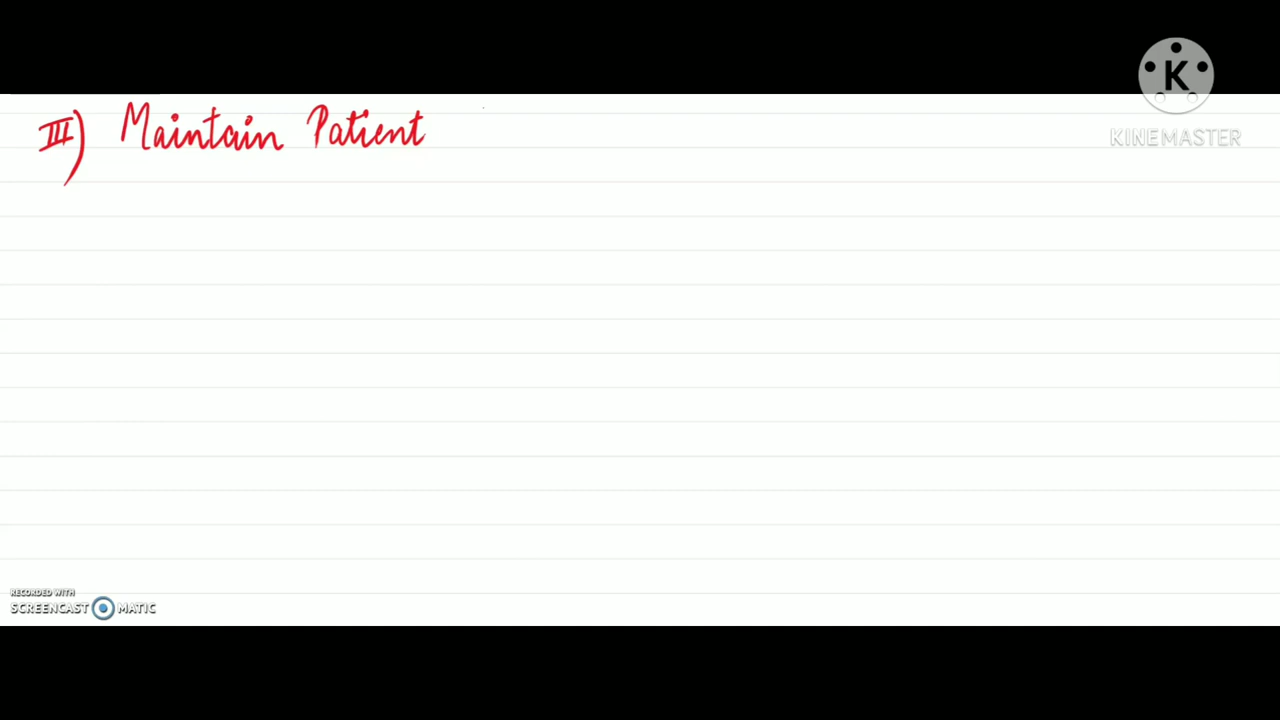 K
KINEMASTER
III) Maintain Patient
RECORDED WITH
SCREENCAST MATIC